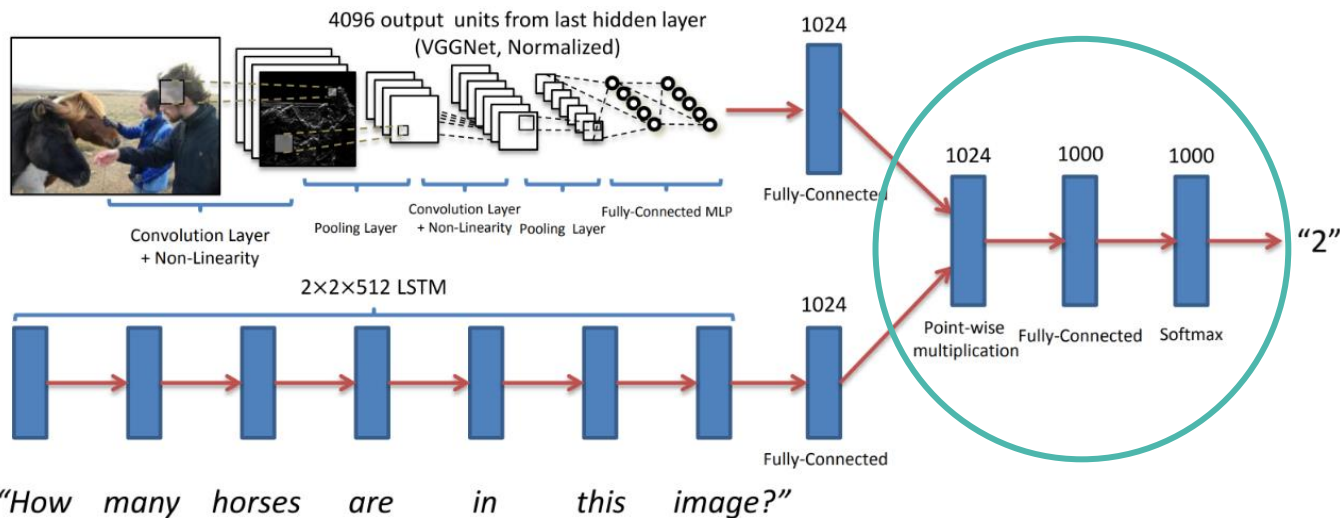 4096 output units from last hidden layer
(VGGNet, Normalized)
1024
Fully-Connected
Convolution Layer
+ Non-Linearity
Pooling Layer
Convolution Layer
+ Non-Linearity
Pooling Layer
Fully-Connected MLP
1024
1000
1000
Point-wise
multiplication
Fully-Connected
Softmax
“2”
2×2×512 LSTM
1024
Fully-Connected
“How many horses are in this image?”